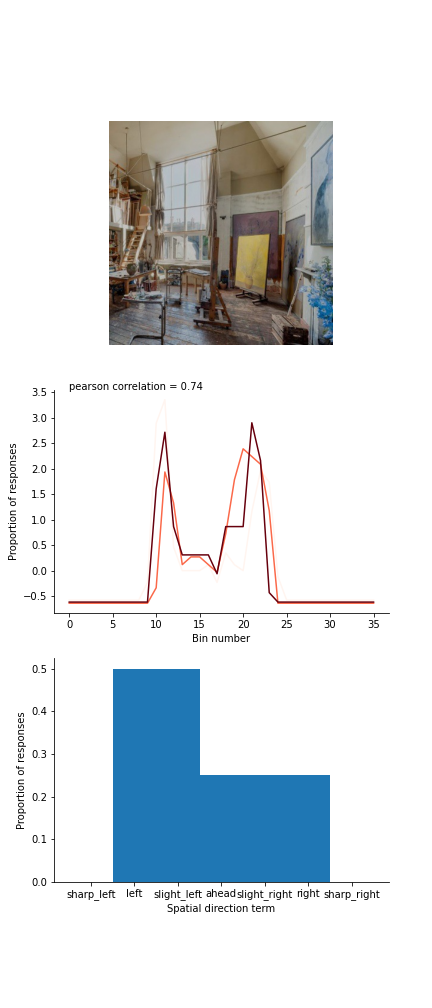 pearson correlation = 0.74
3.5
3.0
2.5
2.0
1.5
1.0
0.5
0.0
−0.5
Proportion of responses
0 5 10 15 20 25 30 35
Bin number
0.5
0.4
0.3
0.2
0.1
0.0
Proportion of responses
sharp_left left slight_left ahead slight_right right sharp_right
Spatial direction term